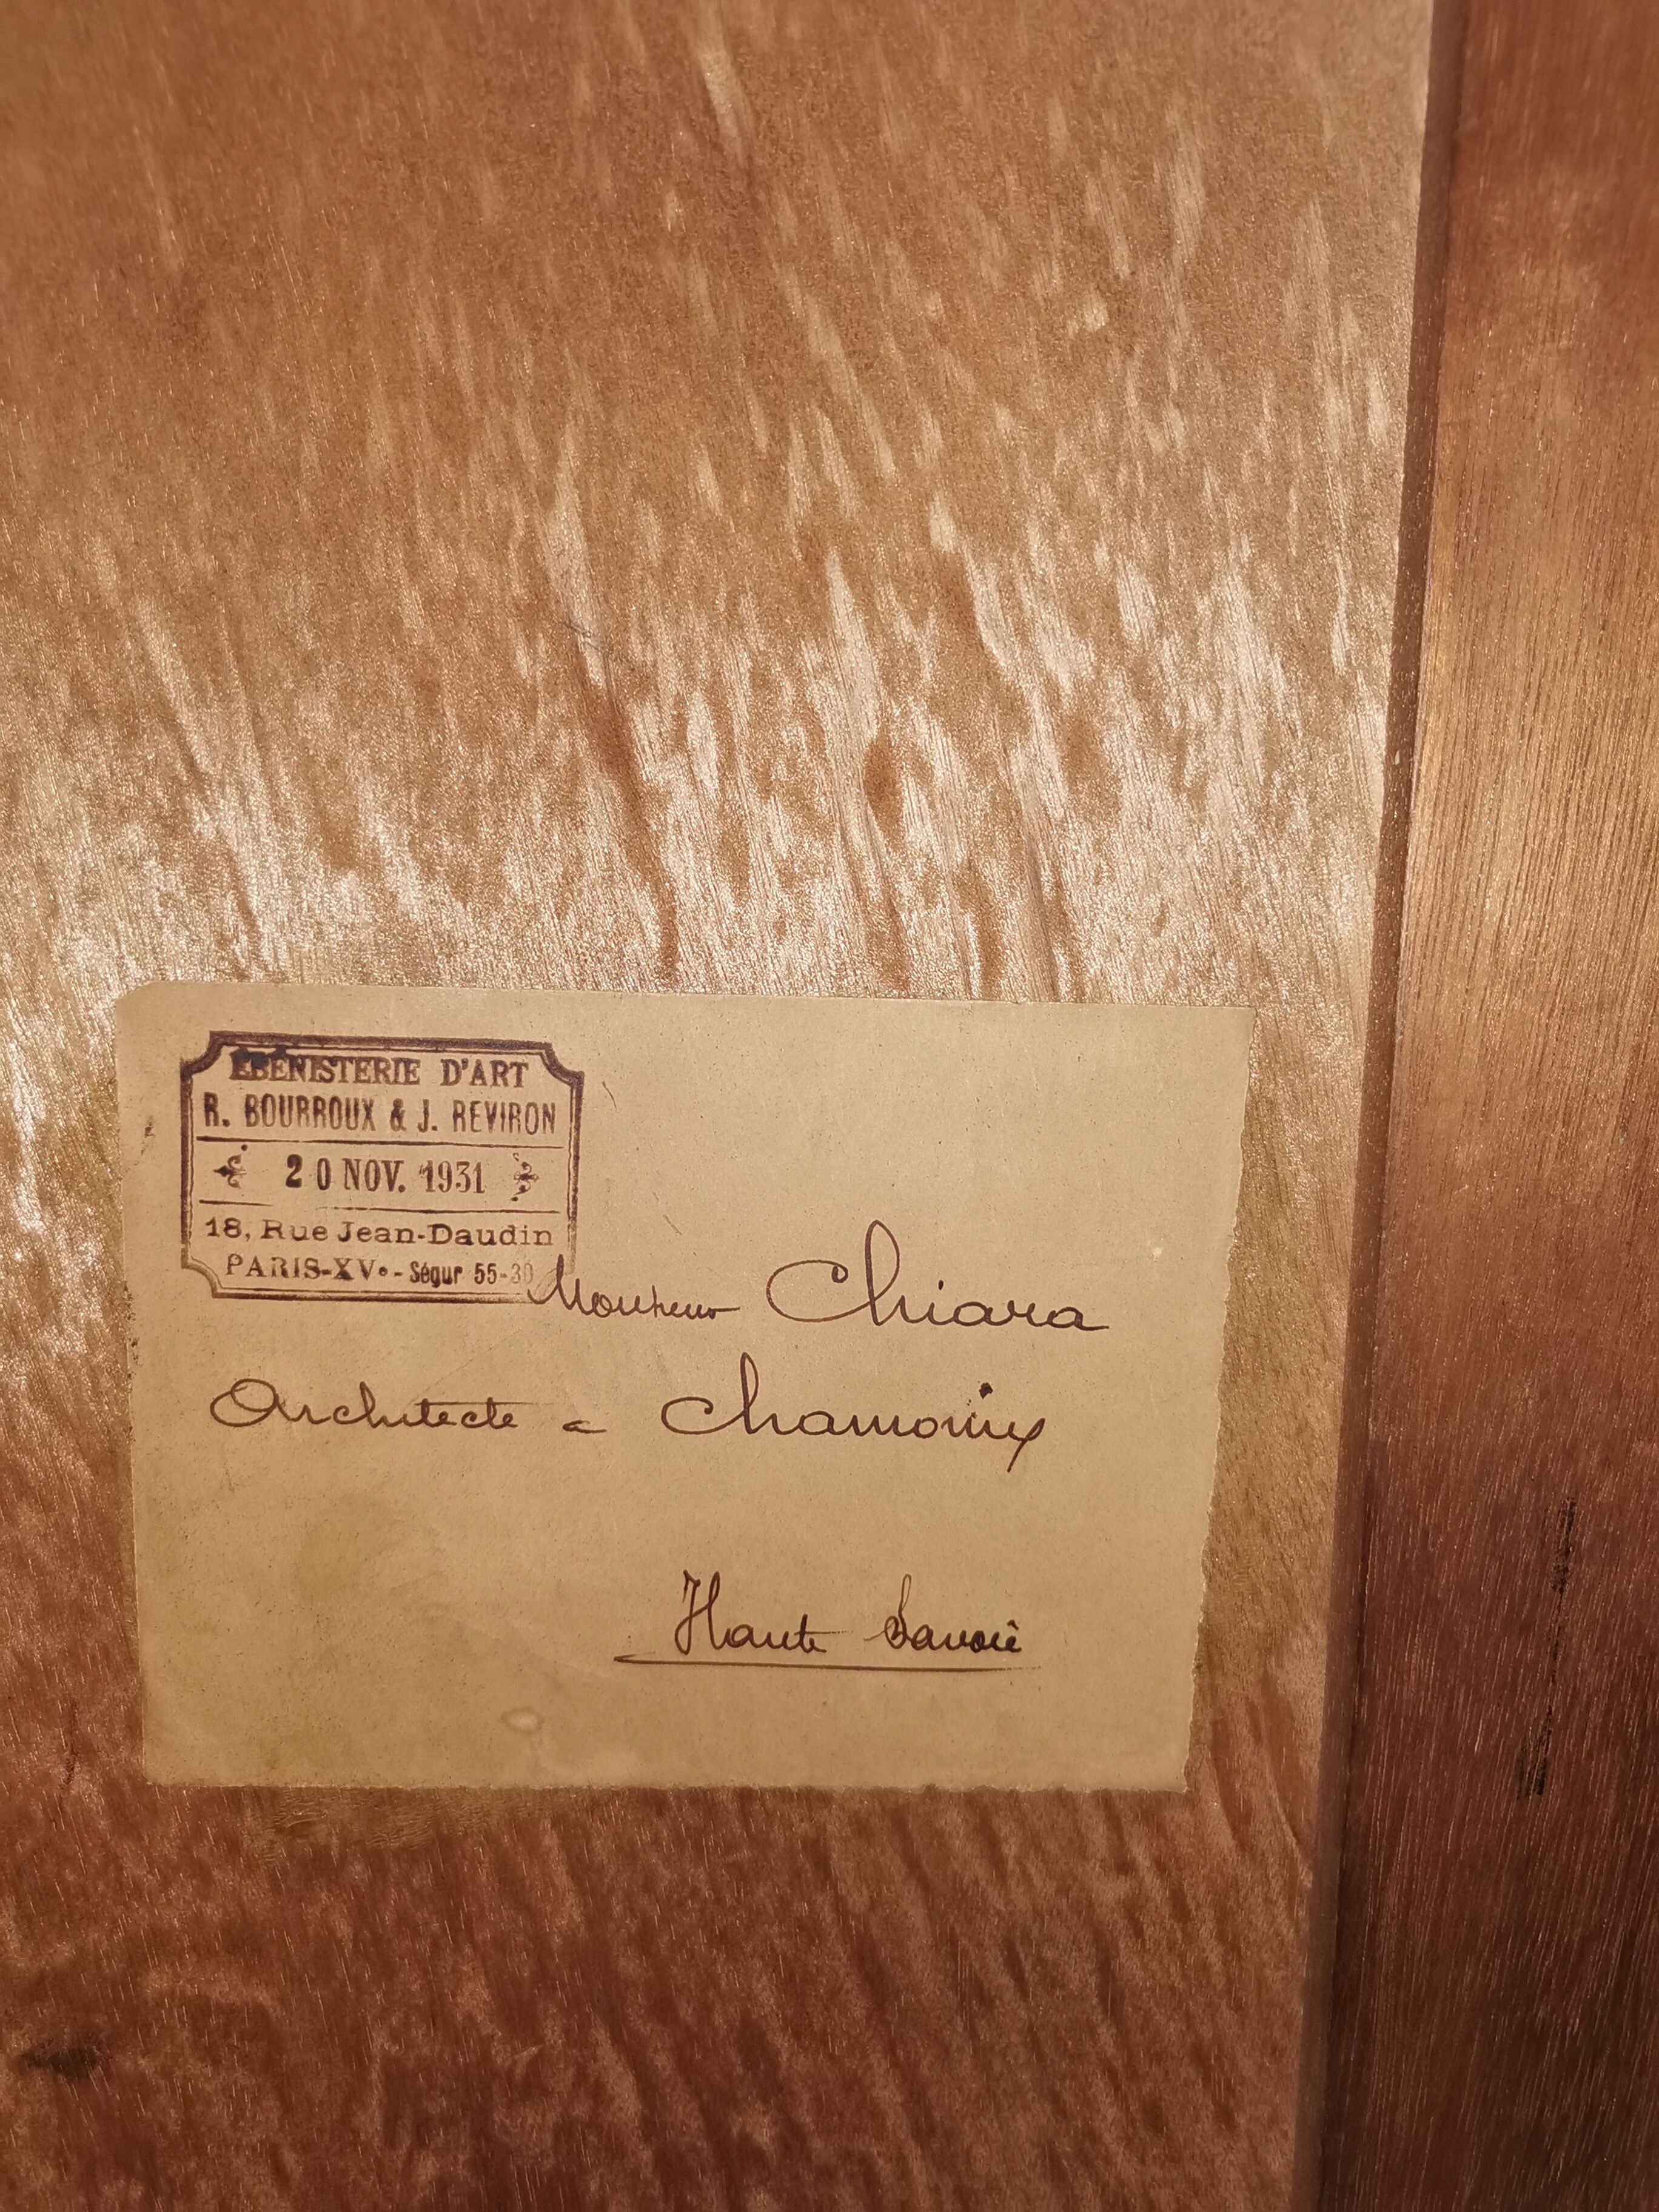 ÉBÉNISTERIE D'ART
R. BOURROUX & J. REVIRON
20 NOV. 1931
18, Rue Jean-Daudin
PARIS-XVe - Ségur 55-30
Monsieur Chiara
Architecte a Chamonix
Haute Savoie